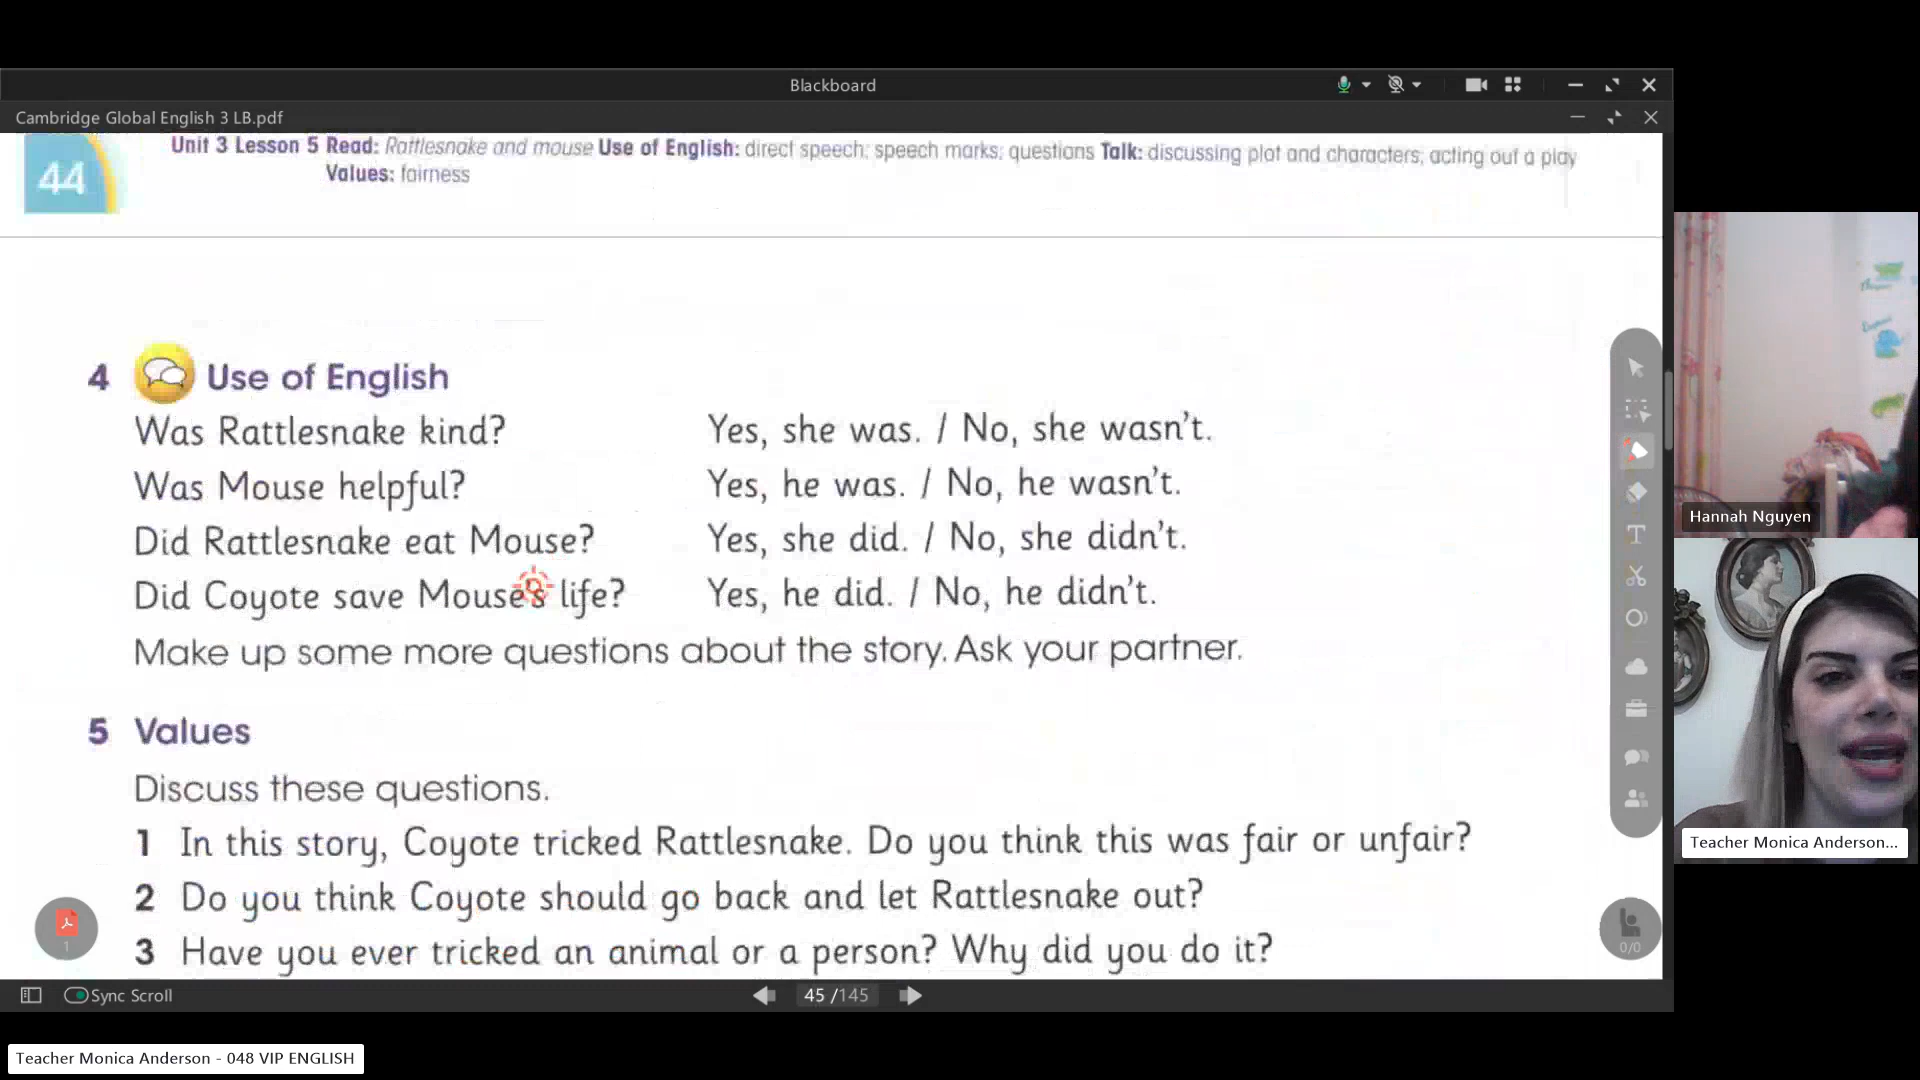 Blackboard
Cambridge Global English 3 LB.pdf
44
Unit 3 Lesson 5 Read: Rattlesnake and mouse Use of English: direct speech; speech marks; questions Talk: discussing plot and characters; acting out a play
Values: fairness
4 Use of English
Was Rattlesnake kind? Yes, she was. / No, she wasn't.
Was Mouse helpful? Yes, he was. / No, he wasn't.
Did Rattlesnake eat Mouse? Yes, she did. / No, she didn't.
Did Coyote save Mouse's life? Yes, he did. / No, he didn't.
Make up some more questions about the story. Ask your partner.
5 Values
Discuss these questions.
1 In this story, Coyote tricked Rattlesnake. Do you think this was fair or unfair?
2 Do you think Coyote should go back and let Rattlesnake out?
3 Have you ever tricked an animal or a person? Why did you do it?
1
0/0
Sync Scroll
45 /145
Hannah Nguyen
Teacher Monica Anderson...
Teacher Monica Anderson - 048 VIP ENGLISH